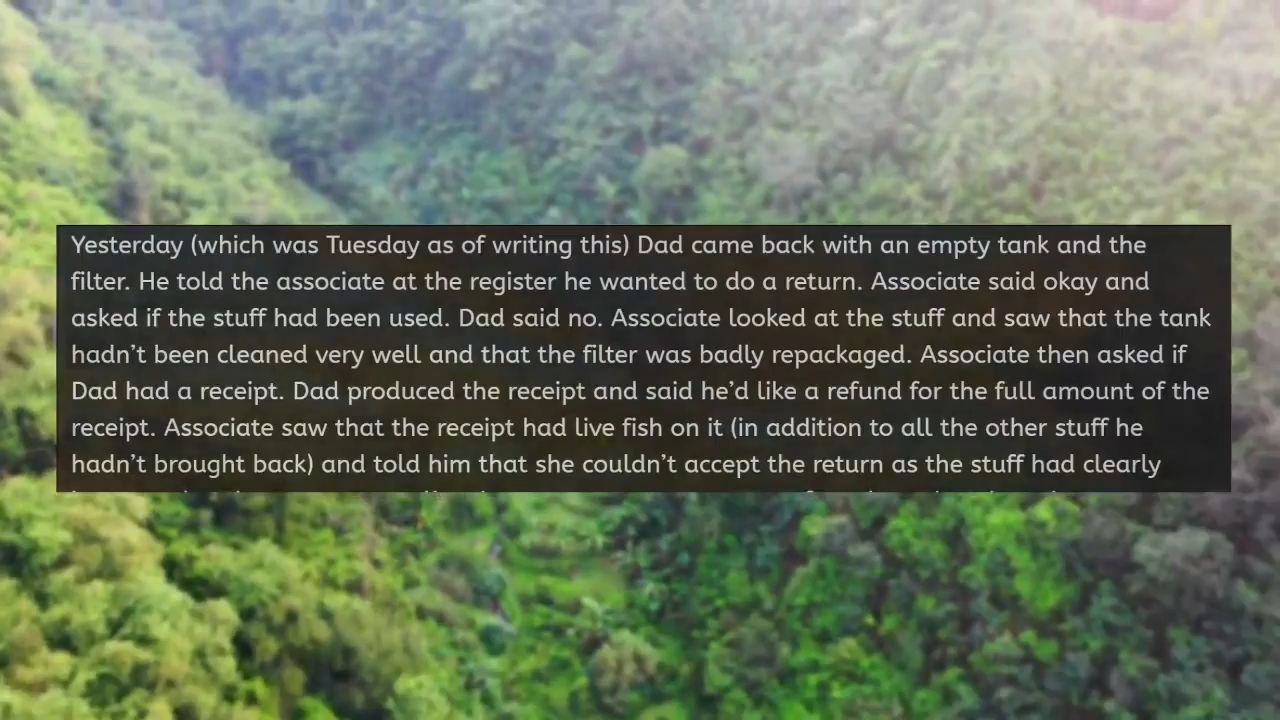 Yesterday (which was Tuesday as of writing this) Dad came back with an empty tank and the
filter. He told the associate at the register he wanted to do a return. Associate said okay and
asked if the stuff had been used. Dad said no. Associate looked at the stuff and saw that the tank
hadn't been cleaned very well and that the filter was badly repackaged. Associate then asked if
Dad had a receipt. Dad produced the receipt and said he'd like a refund for the full amount of the
receipt. Associate saw that the receipt had live fish on it (in addition to all the other stuff he
hadn't brought back) and told him that she couldn't accept the return as the stuff had clearly